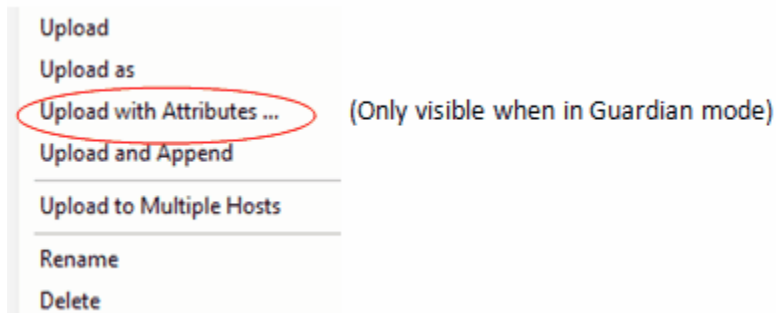 Upload
Upload as
Upload with Attributes ... (Only visible when in Guardian mode)
Upload and Append
Upload to Multiple Hosts
Rename
Delete